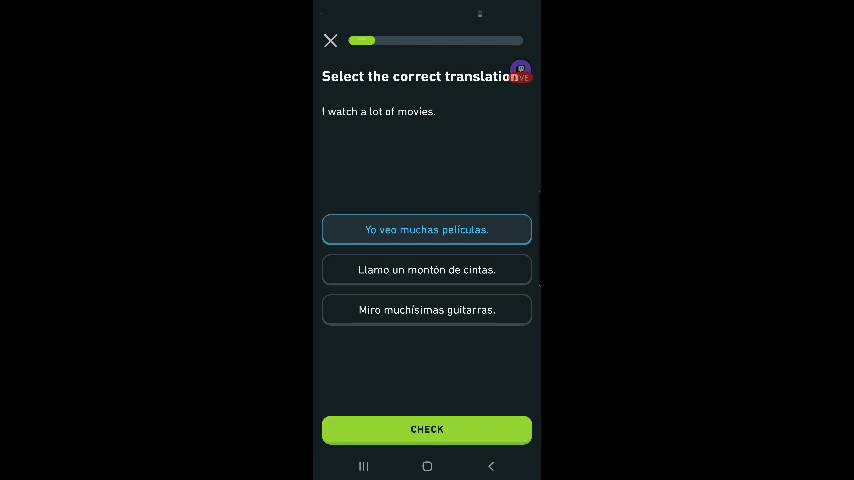 Select the correct translation
LIVE
I watch a lot of movies.
Yo veo muchas películas.
Llamo un montón de cintas.
Miro muchísimas guitarras.
CHECK